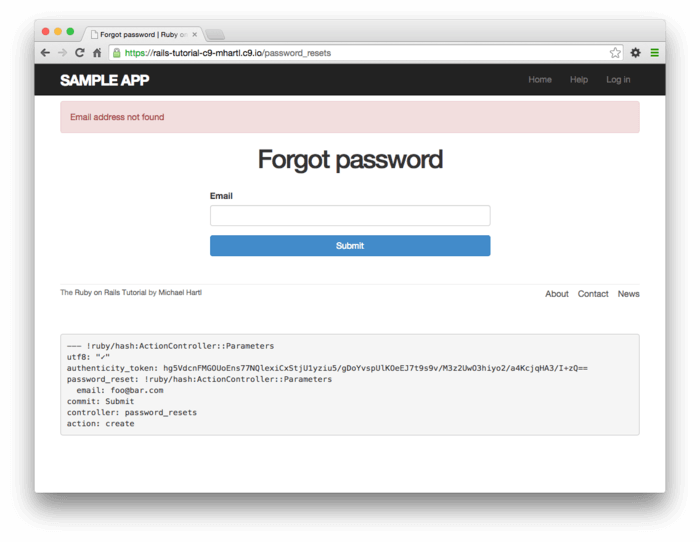 Forgot password | Ruby on
https://rails-tutorial-c9-mhartl.c9.io/password_resets
SAMPLE APP
Home Help Log in
Email address not found
Forgot password
Email
Submit
The Ruby on Rails Tutorial by Michael Hartl
About Contact News
--- !ruby/hash:ActionController::Parameters
utf8: "✓"
authenticity_token: hg5VdcnFMGOUoEns77NQlexiCxStjU1yziu5/gDoYvspUlKOeEJ7t9s9v/M3z2UwO3hiyo2/a4KcjqHA3/I+zQ==
password_reset: !ruby/hash:ActionController::Parameters
  email: foo@bar.com
commit: Submit
controller: password_resets
action: create